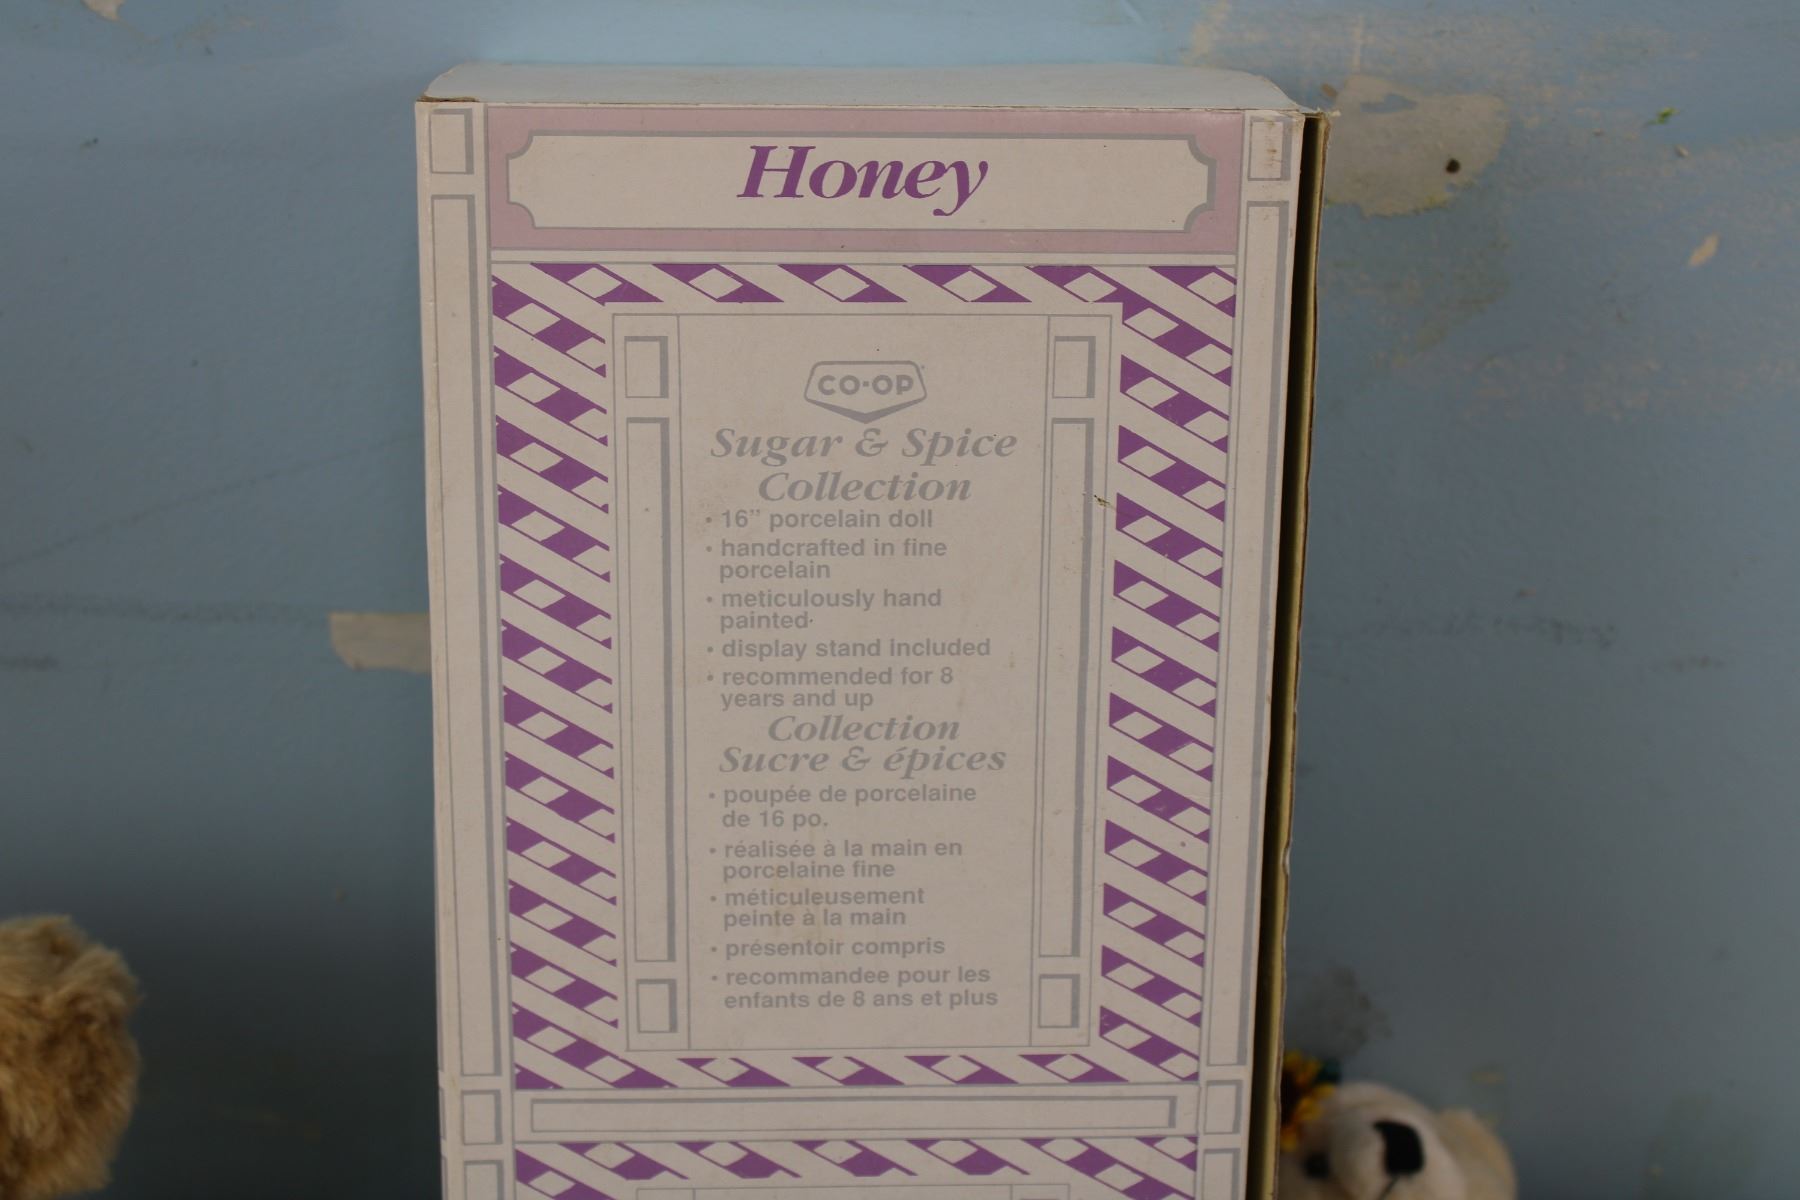 Honey
CO-OP
Sugar & Spice
Collection
• 16" porcelain doll
• handcrafted in fine
porcelain
• meticulously hand
painted
• display stand included
• recommended for 8
years and up
Collection
Sucre & épices
• poupée de porcelaine
de 16 po.
• réalisée à la main en
porcelaine fine
• méticuleusement
peinte à la main
• présentoir compris
• recommandee pour les
enfants de 8 ans et plus